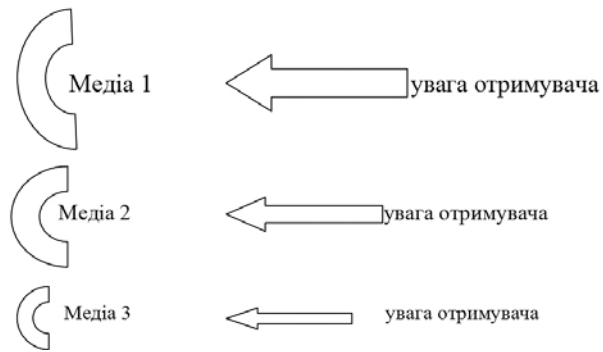 Медіа 1 увага отримувача
Медіа 2 увага отримувача
Медіа 3 увага отримувача